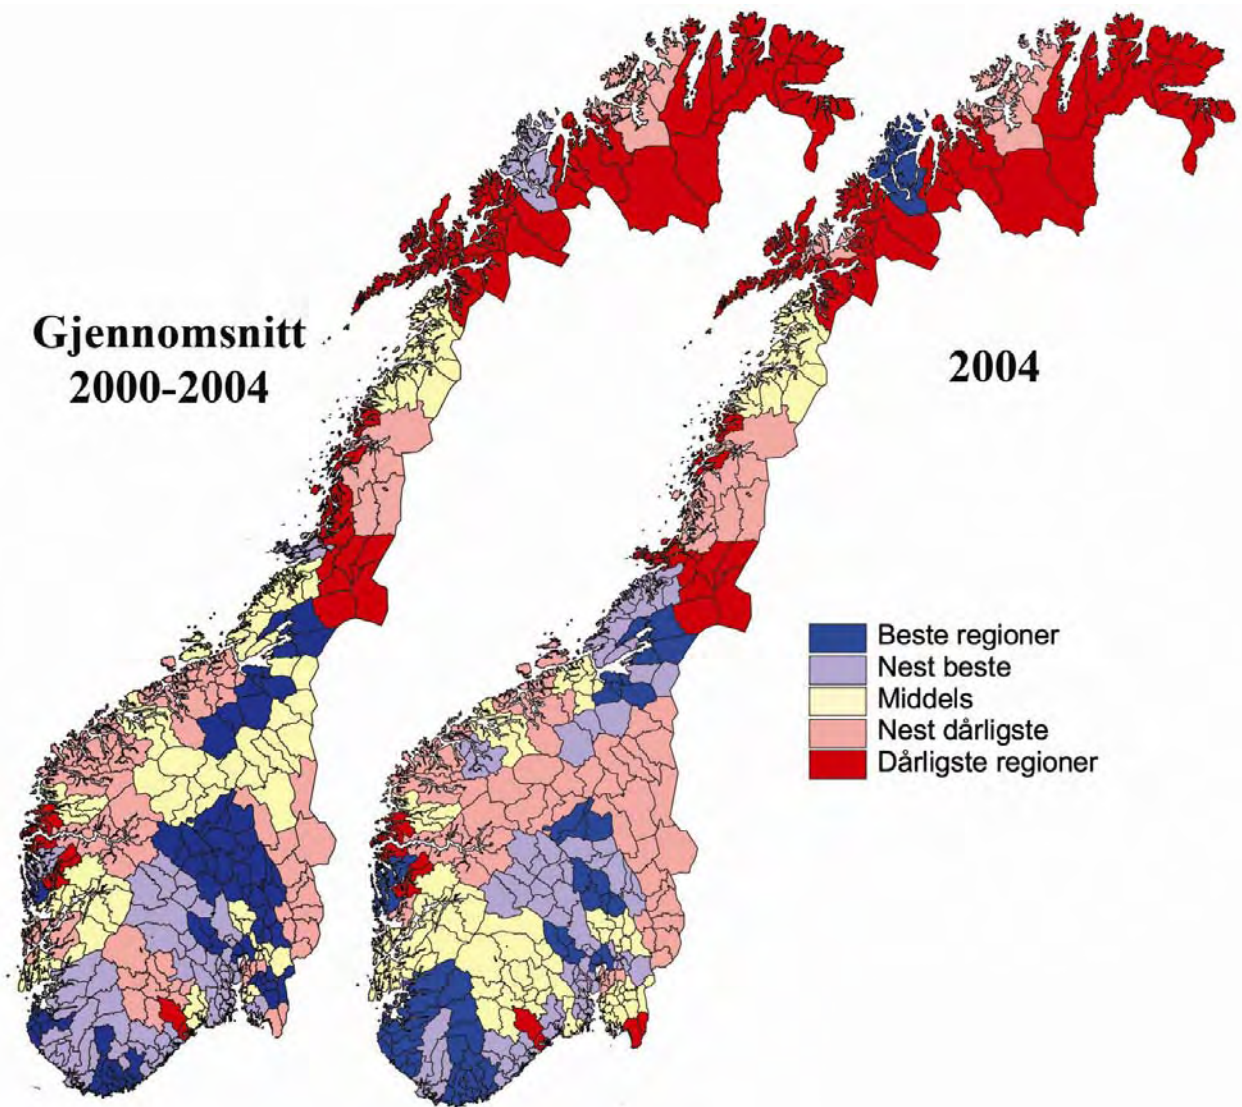 Gjennomsnitt
2000-2004
2004
Beste regioner
Nest beste
Middels
Nest dårligste
Dårligste regioner